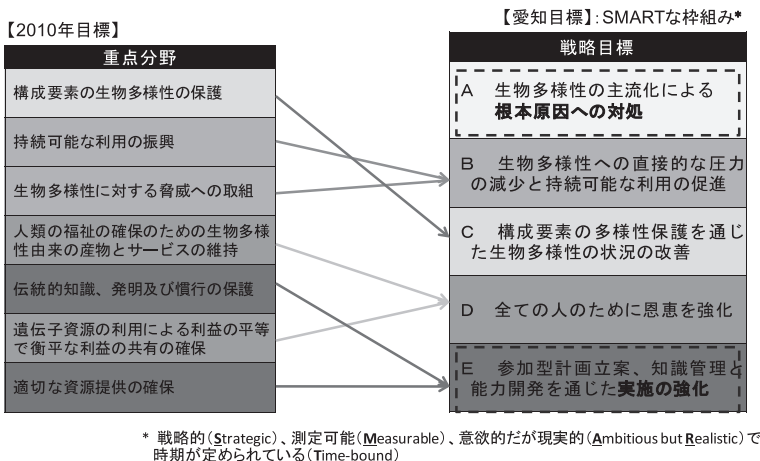 【2010年目標】
重点分野
構成要素の生物多様性の保護
持続可能な利用の振興
生物多様性に対する脅威への取組
人類の福祉の確保のための生物多様
性由来の産物とサービスの維持
伝統的知識、発明及び慣行の保護
遺伝子資源の利用による利益の平等
で衡平な利益の共有の確保
適切な資源提供の確保
【愛知目標】：SMARTな枠組み*
戦略目標
A 生物多様性の主流化による
根本原因への対処
B 生物多様性への直接的な圧力
の減少と持続可能な利用の促進
C 構成要素の多様性保護を通じ
た生物多様性の状況の改善
D 全ての人のために恩恵を強化
E 参加型計画立案、知識管理と
能力開発を通じた実施の強化
* 戦略的（Strategic）、測定可能（Measurable）、意欲的だが現実的（Ambitious but Realistic）で
時期が定められている（Time-bound）